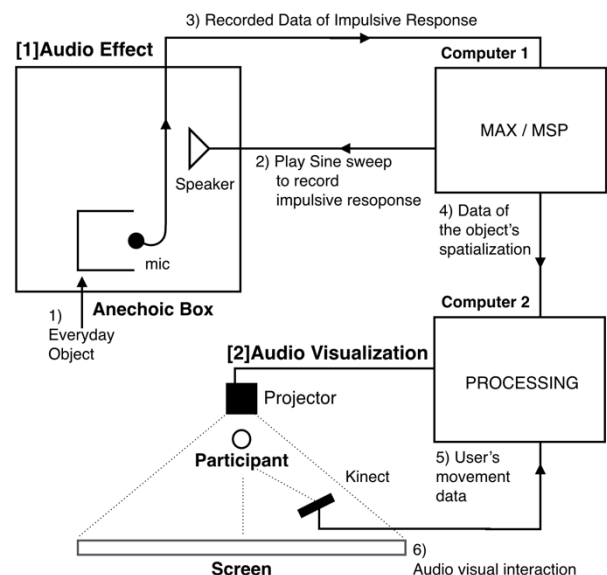 3) Recorded Data of Impulsive Response
[1]Audio Effect
Computer 1
MAX / MSP
Speaker
2) Play Sine sweep
to record
impulsive resoponse
mic
4) Data of
the object's
spatialization
Anechoic Box
1)
Everyday
Object
Computer 2
[2]Audio Visualization
PROCESSING
Projector
Participant
Kinect
5) User's
movement
data
Screen
6)
Audio visual interaction